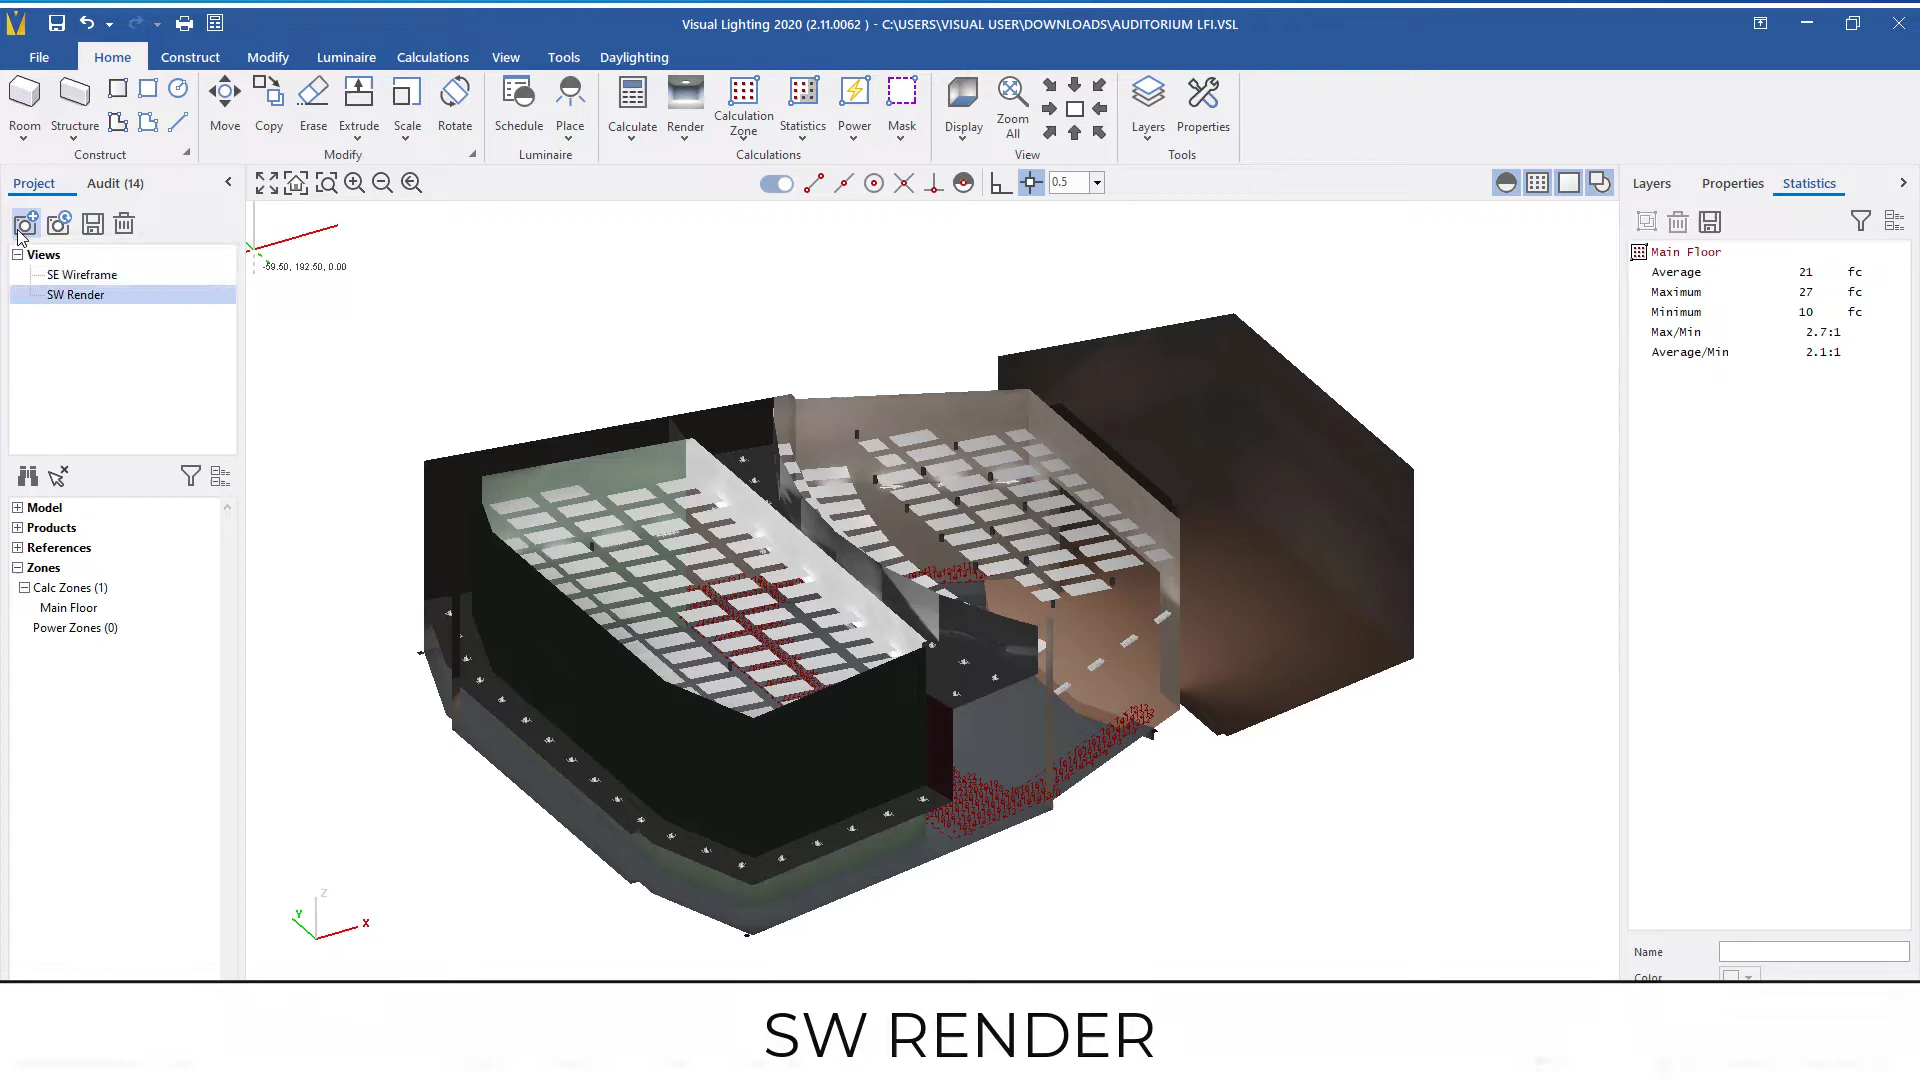 Visual Lighting 2020 (2.11.0062 ) - C:\USERS\VISUAL USER\DOWNLOADS\AUDITORIUM LFI.VSL
File Home Construct Modify Luminaire Calculations View Tools Daylighting
Room Structure Move Copy Erase Extrude Scale Rotate Schedule Place Calculate Render Calculation Zone Statistics Power Mask Display Zoom All Layers Properties
Construct Modify Luminaire Calculations View Tools
Project Audit (14)
0.5
Layers Properties Statistics
Views
SE Wireframe
SW Render
-59.50, 192.50, 0.00
Main Floor
Average 21 fc
Maximum 27 fc
Minimum 10 fc
Max/Min 2.7:1
Average/Min 2.1:1
Model
Products
References
Zones
Calc Zones (1)
Main Floor
Power Zones (0)
Z
Y
X
Name
Color
SW RENDER